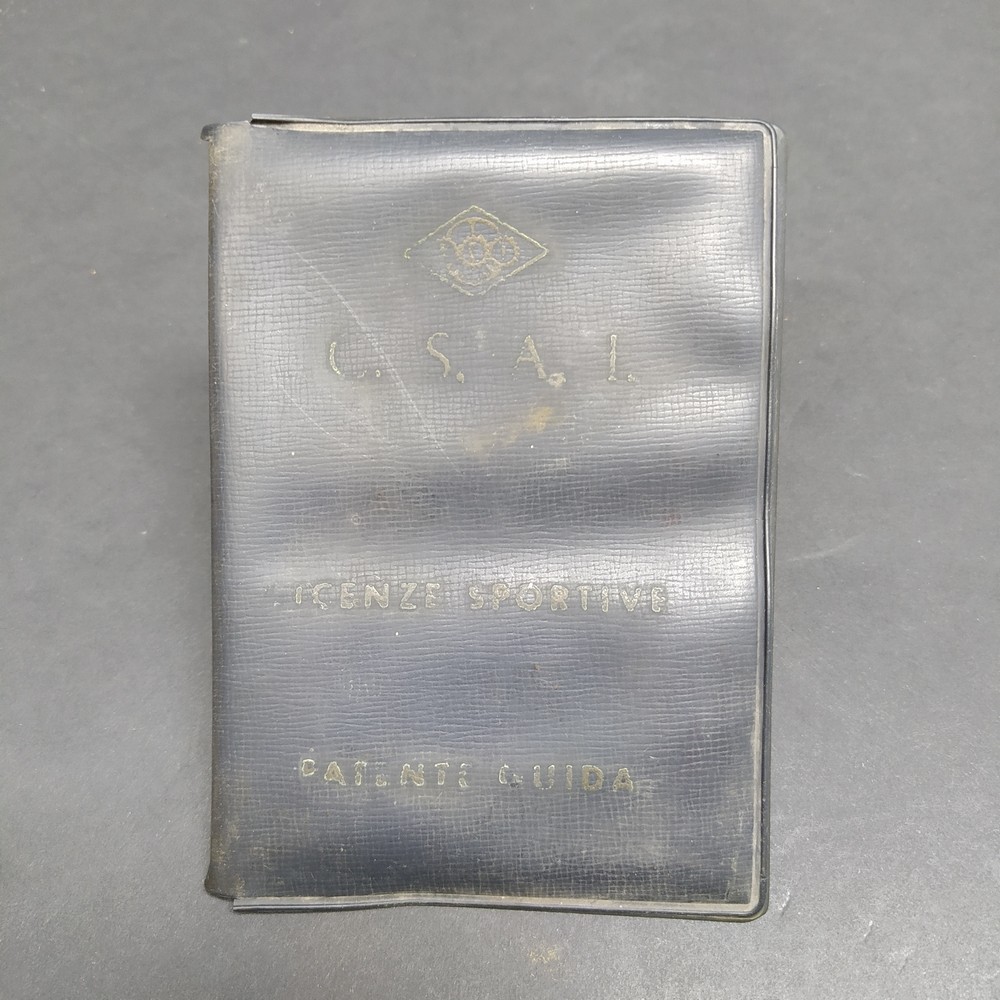 C. S. A. I.
LICENZE SPORTIVE
PATENTE GUIDA